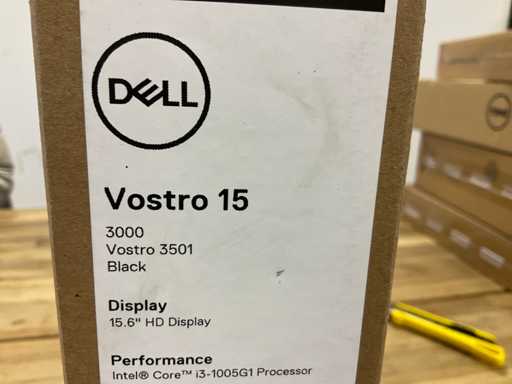 DELL
Vostro 15
3000
Vostro 3501
Black
Display
15.6" HD Display
Performance
Intel® Core™ i3-1005G1 Processor